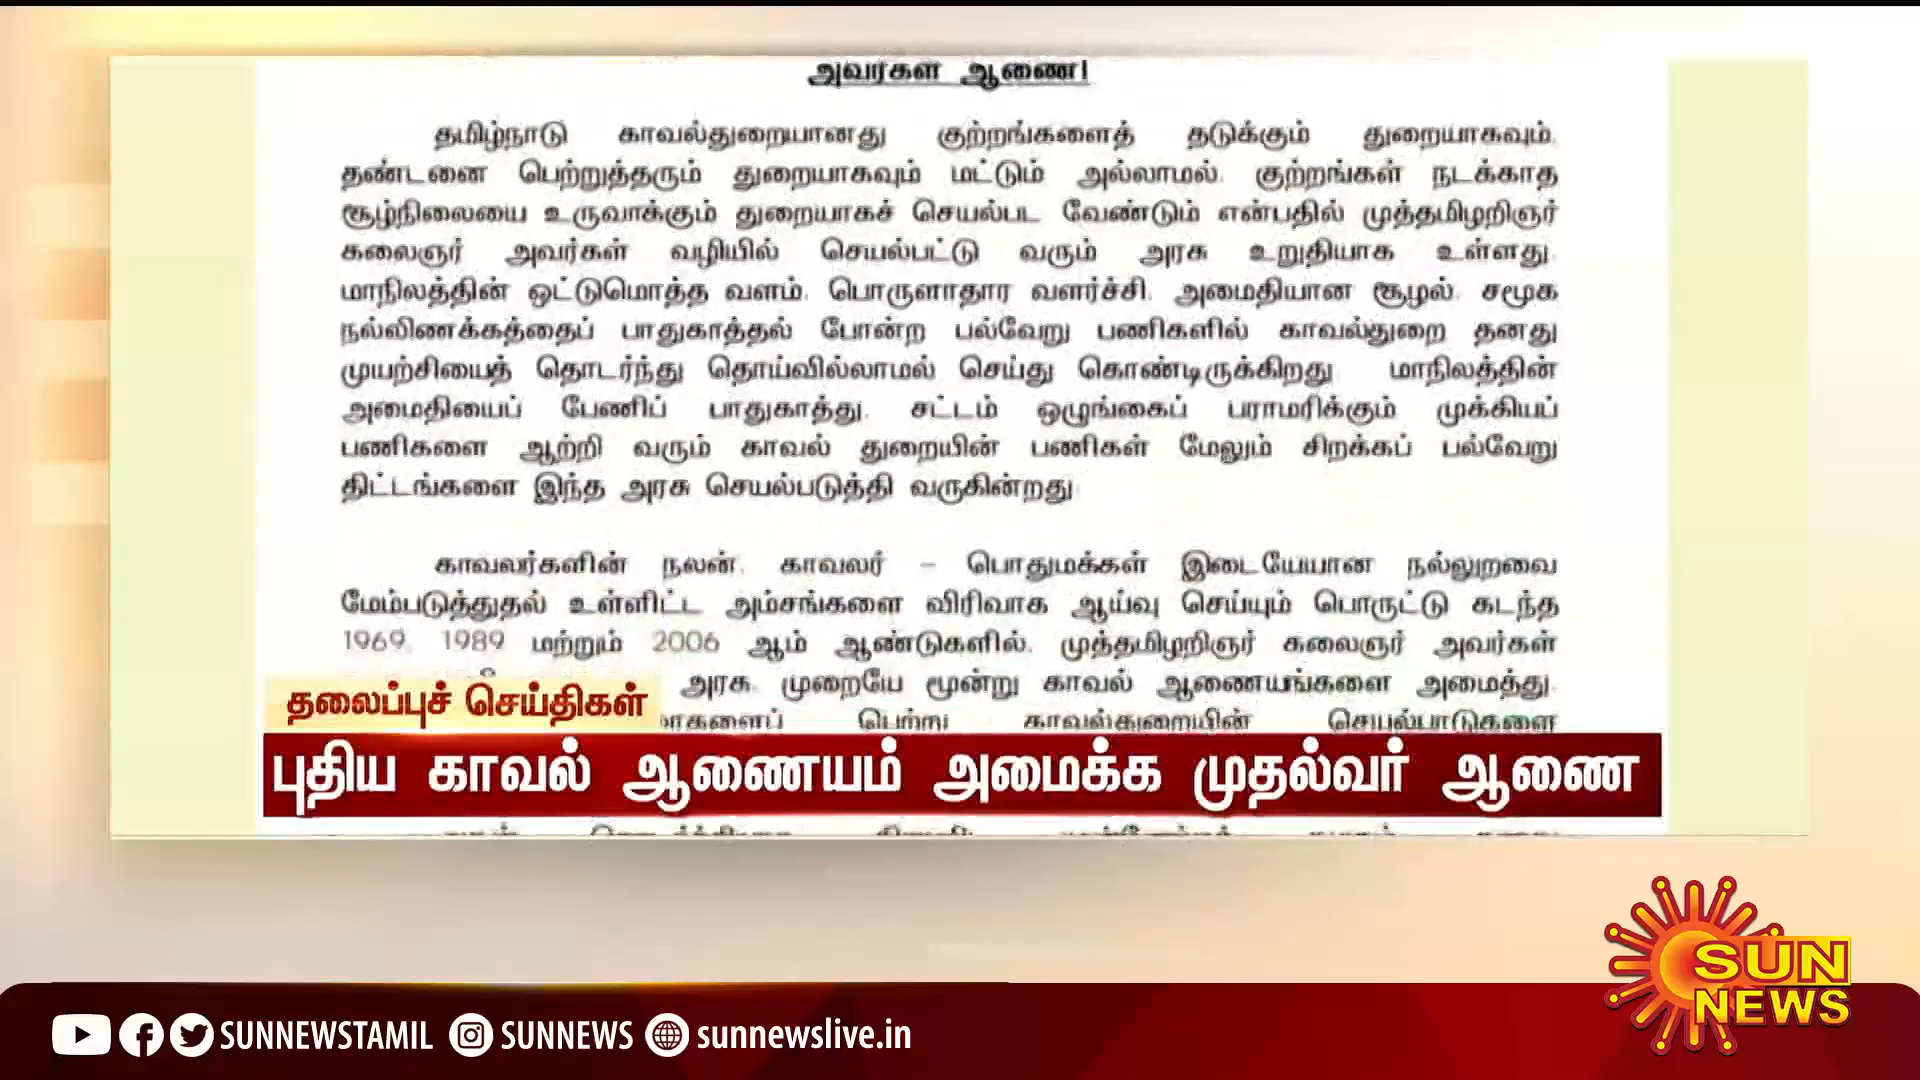 அவர்கள் ஆணை!
தமிழ்நாடு காவல்துறையானது குற்றங்களைத் தடுக்கும் துறையாகவும்,
தண்டனை பெற்றுத்தரும் துறையாகவும் மட்டும் அல்லாமல், குற்றங்கள் நடக்காத
சூழ்நிலையை உருவாக்கும் துறையாகச் செயல்பட வேண்டும் என்பதில் முத்தமிழறிஞர்
கலைஞர் அவர்கள் வழியில் செயல்பட்டு வரும் அரசு உறுதியாக உள்ளது.
மாநிலத்தின் ஒட்டுமொத்த வளம், பொருளாதார வளர்ச்சி, அமைதியான சூழல், சமூக
நல்லிணக்கத்தைப் பாதுகாத்தல் போன்ற பல்வேறு பணிகளில் காவல்துறை தனது
முயற்சியைத் தொடர்ந்து தொய்வில்லாமல் செய்து கொண்டிருக்கிறது. மாநிலத்தின்
அமைதியைப் பேணிப் பாதுகாத்து, சட்டம் ஒழுங்கைப் பராமரிக்கும் முக்கியப்
பணிகளை ஆற்றி வரும் காவல் துறையின் பணிகள் மேலும் சிறக்கப் பல்வேறு
திட்டங்களை இந்த அரசு செயல்படுத்தி வருகின்றது.
காவலர்களின் நலன், காவலர் – பொதுமக்கள் இடையேயான நல்லுறவை
மேம்படுத்துதல் உள்ளிட்ட அம்சங்களை விரிவாக ஆய்வு செய்யும் பொருட்டு கடந்த
1969, 1989 மற்றும் 2006 ஆம் ஆண்டுகளில், முத்தமிழறிஞர் கலைஞர் அவர்கள்
அரசு, முறையே மூன்று காவல் ஆணையங்களை அமைத்து,
பெற்று காவல்துறையின் செயல்பாடுகளை
தலைப்புச் செய்திகள்
புதிய காவல் ஆணையம் அமைக்க முதல்வர் ஆணை
SUN
NEWS
SUNNEWSTAMIL SUNNEWS sunnewslive.in